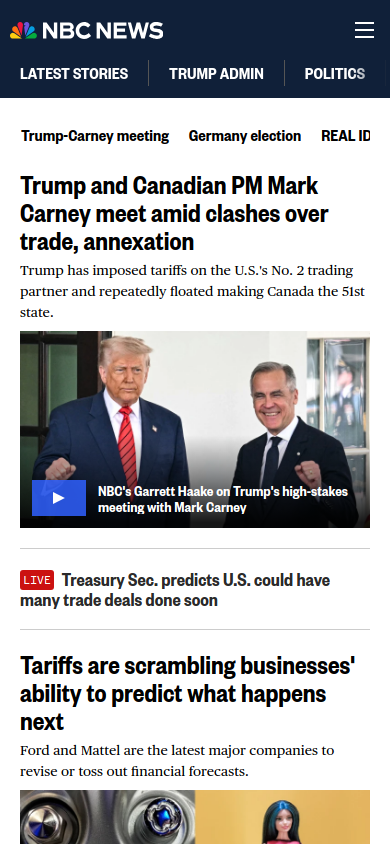 NBC NEWS
LATEST STORIES
TRUMP ADMIN
POLITICS
Trump-Carney meeting
Germany election
REAL ID
Trump and Canadian PM Mark
Carney meet amid clashes over
trade, annexation
Trump has imposed tariffs on the U.S.'s No. 2 trading
partner and repeatedly floated making Canada the 51st
state.
NBC's Garrett Haake on Trump's high-stakes
meeting with Mark Carney
LIVE Treasury Sec. predicts U.S. could have
many trade deals done soon
Tariffs are scrambling businesses'
ability to predict what happens
next
Ford and Mattel are the latest major companies to
revise or toss out financial forecasts.